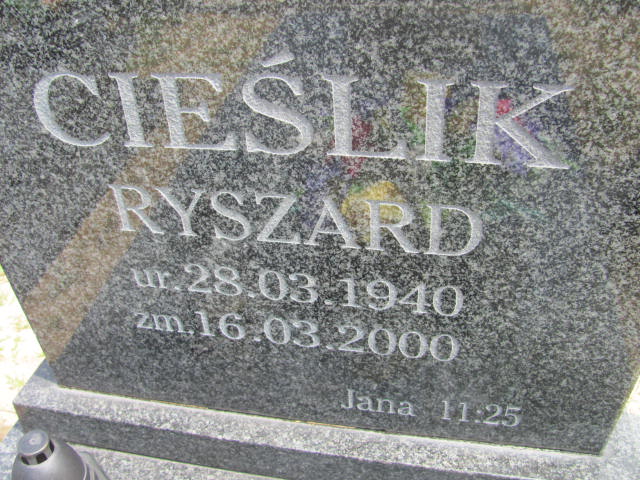 CIEŚLIK
RYSZARD
ur.28.03.1940
zm.16.03.2000
Jana 11:25